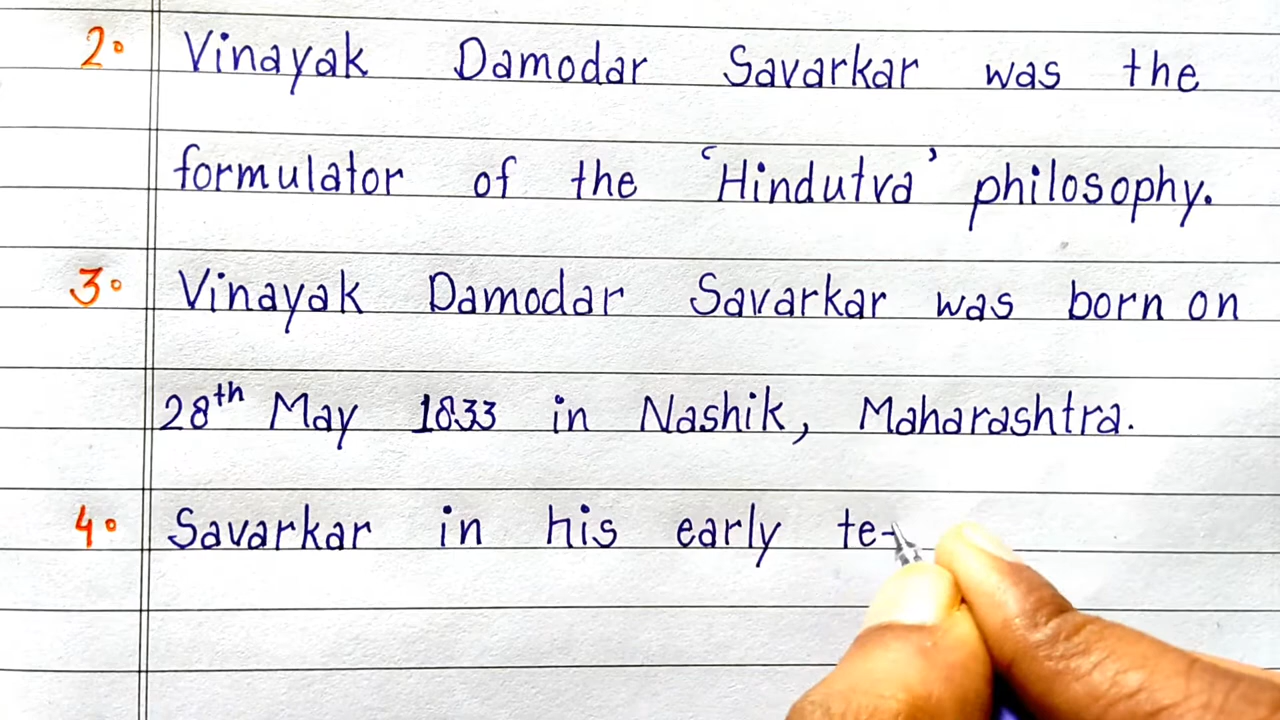 2. Vinayak Damodar Savarkar was the
formulator of the ‘Hindutva’ philosophy.
3. Vinayak Damodar Savarkar was born on
28th May 1833 in Nashik, Maharashtra.
4. Savarkar in his early te